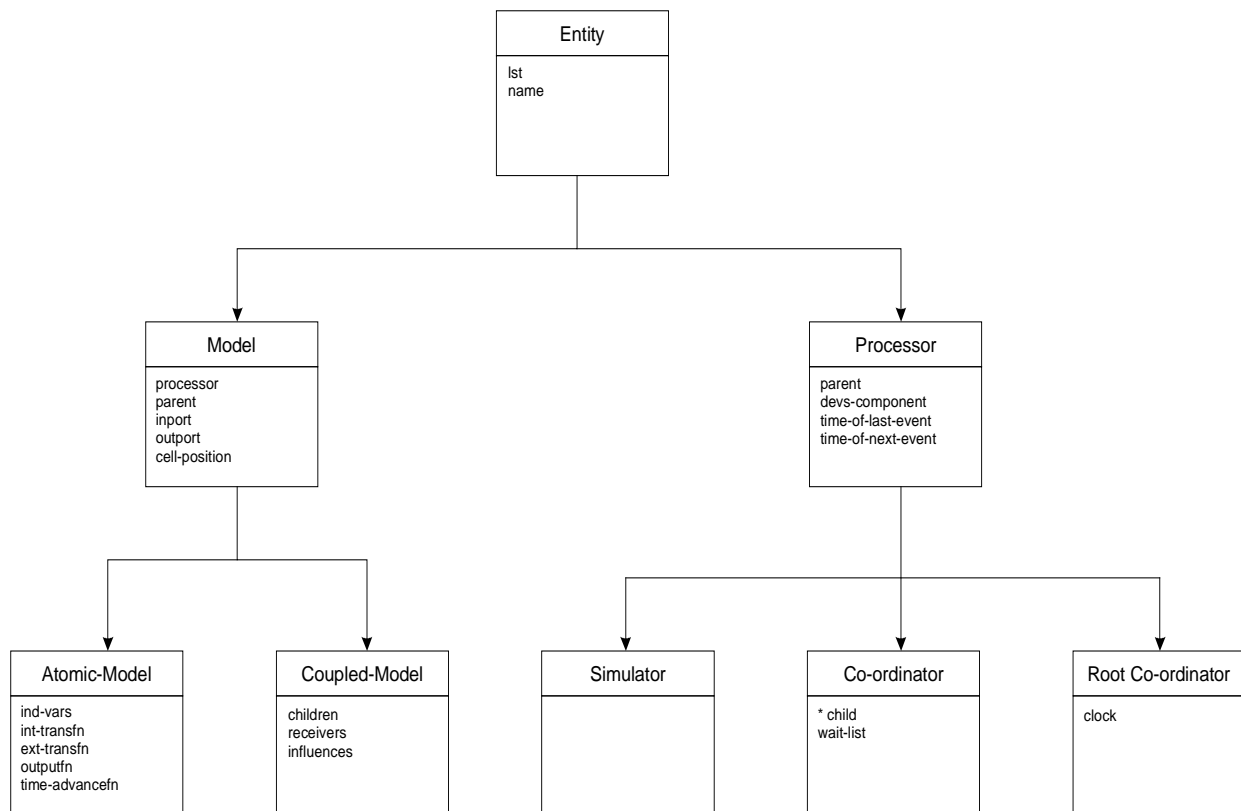 Entity
lst
name
Model
processor
parent
inport
outport
cell-position
Processor
parent
devs-component
time-of-last-event
time-of-next-event
Atomic-Model
ind-vars
int-transfn
ext-transfn
outputfn
time-advancefn
Coupled-Model
children
receivers
influences
Simulator
Co-ordinator
* child
wait-list
Root Co-ordinator
clock